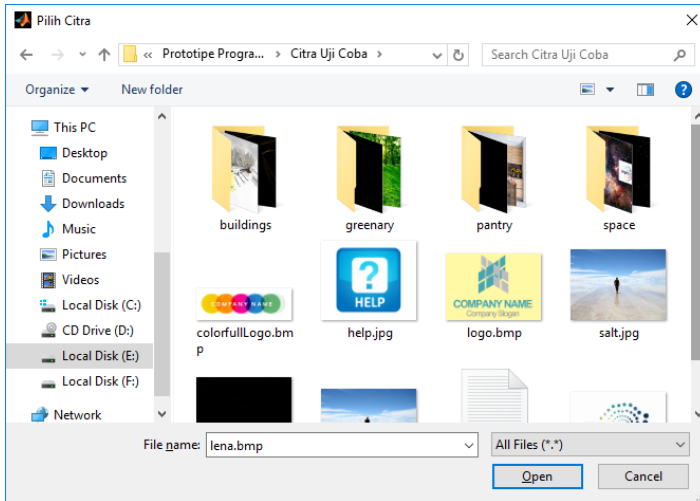 Pilih Citra
« Prototipe Progra... > Citra Uji Coba >
Search Citra Uji Coba
Organize
New folder
?
This PC
Desktop
Documents
Downloads
Music
Pictures
Videos
Local Disk (C:)
CD Drive (D:)
Local Disk (E:)
Local Disk (F:)
Network
buildings
greenary
pantry
space
COMPANY NAME
colorfullLogo.bm
p
?
HELP
help.jpg
COMPANY NAME
Company Slogan
logo.bmp
salt.jpg
File name:
lena.bmp
All Files (*.*)
Open
Cancel